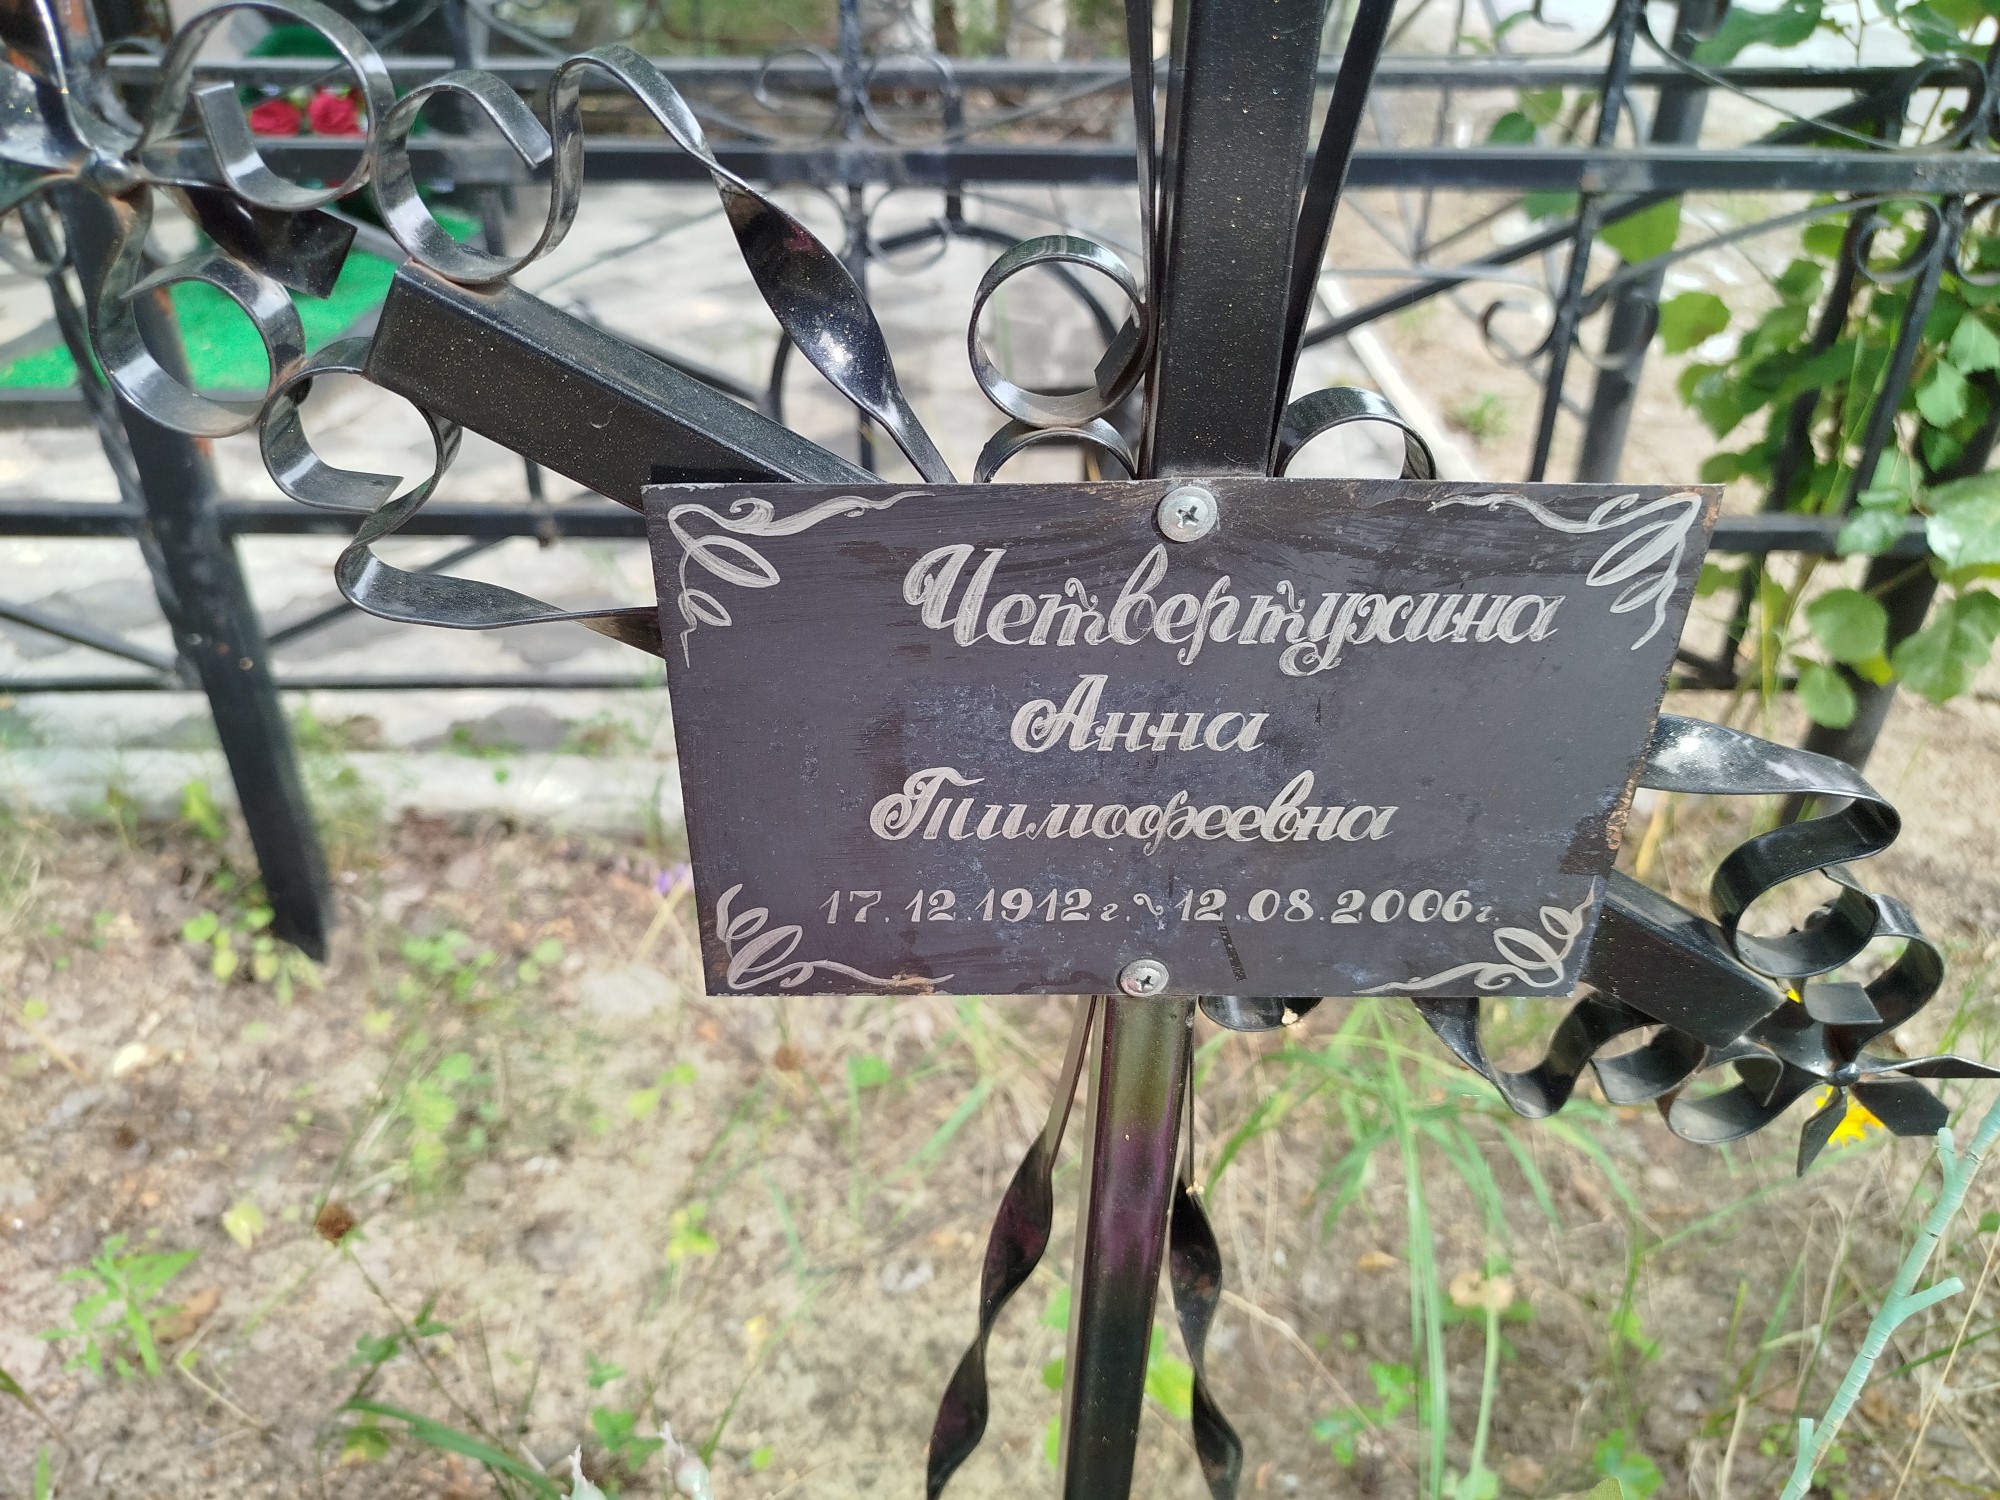 Четвертухина
Анна
Тимофеевна
17.12.1912г. ~ 12.08.2006г.